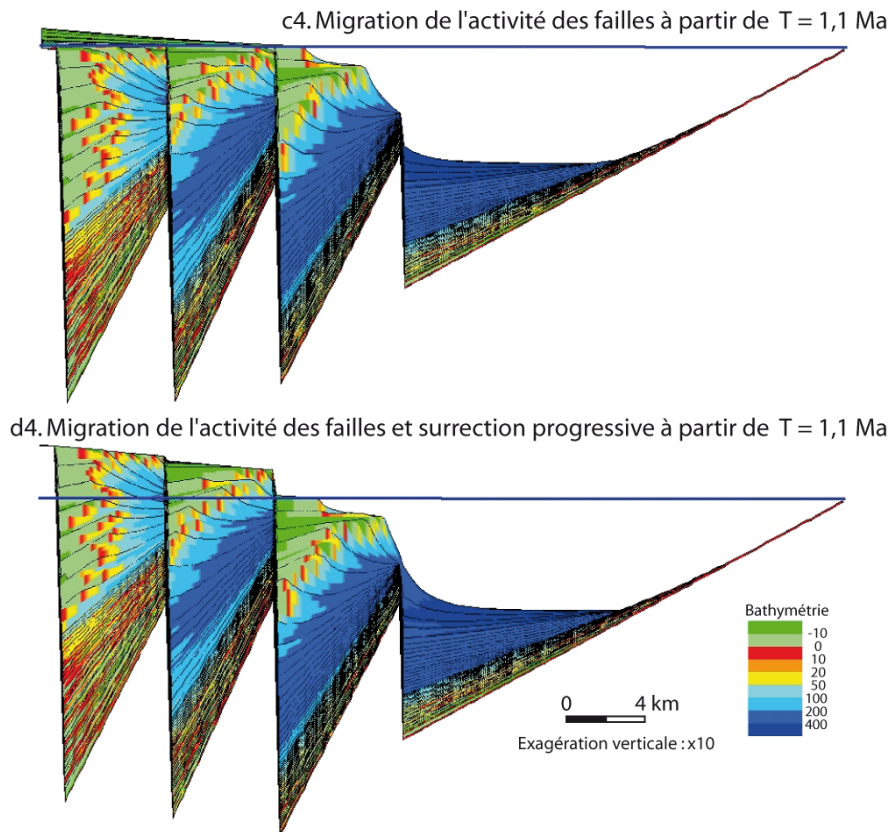 c4. Migration de l'activité des failles à partir de T = 1,1 Ma
d4. Migration de l'activité des failles et surrection progressive à partir de T = 1,1 Ma
Bathymétrie
-10
0
10
20
50
100
200
400
0 4 km
Exagération verticale : x10